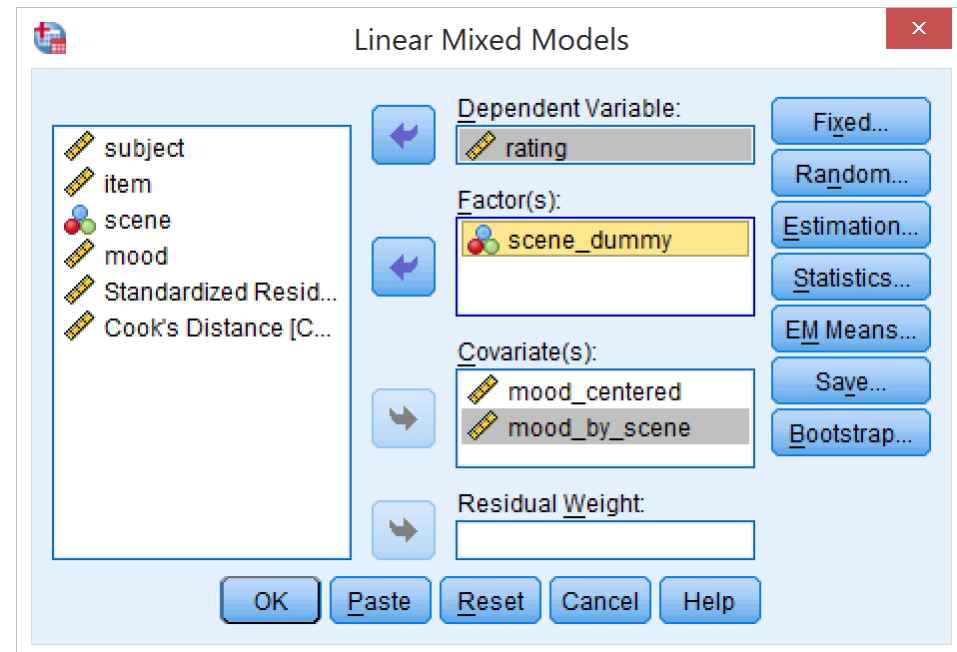 Linear Mixed Models
subject
item
scene
mood
Standardized Resid...
Cook's Distance [C...
Dependent Variable:
rating
Factor(s):
scene_dummy
Covariate(s):
mood_centered
mood_by_scene
Residual Weight:
Fixed...
Random...
Estimation...
Statistics...
EM Means...
Save...
Bootstrap...
OK
Paste
Reset
Cancel
Help